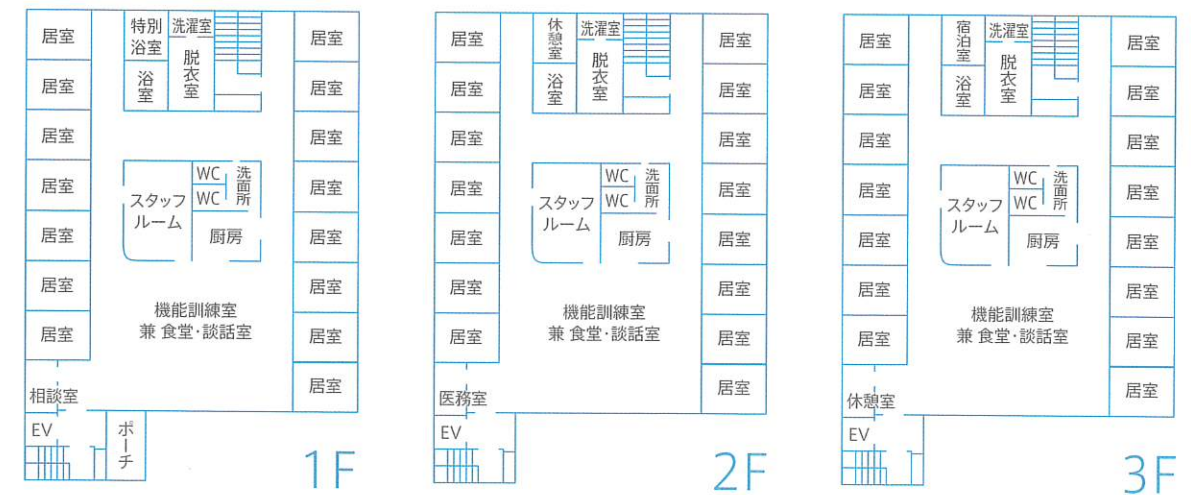 居室
居室
居室
居室
居室
居室
居室
特別
浴室
洗濯室
浴室
脱衣室
スタッフ
ルーム
WC
WC
洗面所
厨房
機能訓練室
兼 食堂・談話室
居室
居室
居室
居室
居室
居室
居室
居室
相談室
EV
ポーチ
1F
居室
居室
居室
居室
居室
居室
居室
休憩室
洗濯室
浴室
脱衣室
スタッフ
ルーム
WC
WC
洗面所
厨房
機能訓練室
兼 食堂・談話室
居室
居室
居室
居室
居室
居室
居室
居室
医務室
EV
2F
居室
居室
居室
居室
居室
居室
居室
宿泊室
洗濯室
浴室
脱衣室
スタッフ
ルーム
WC
WC
洗面所
厨房
機能訓練室
兼 食堂・談話室
居室
居室
居室
居室
居室
居室
居室
居室
休憩室
EV
3F